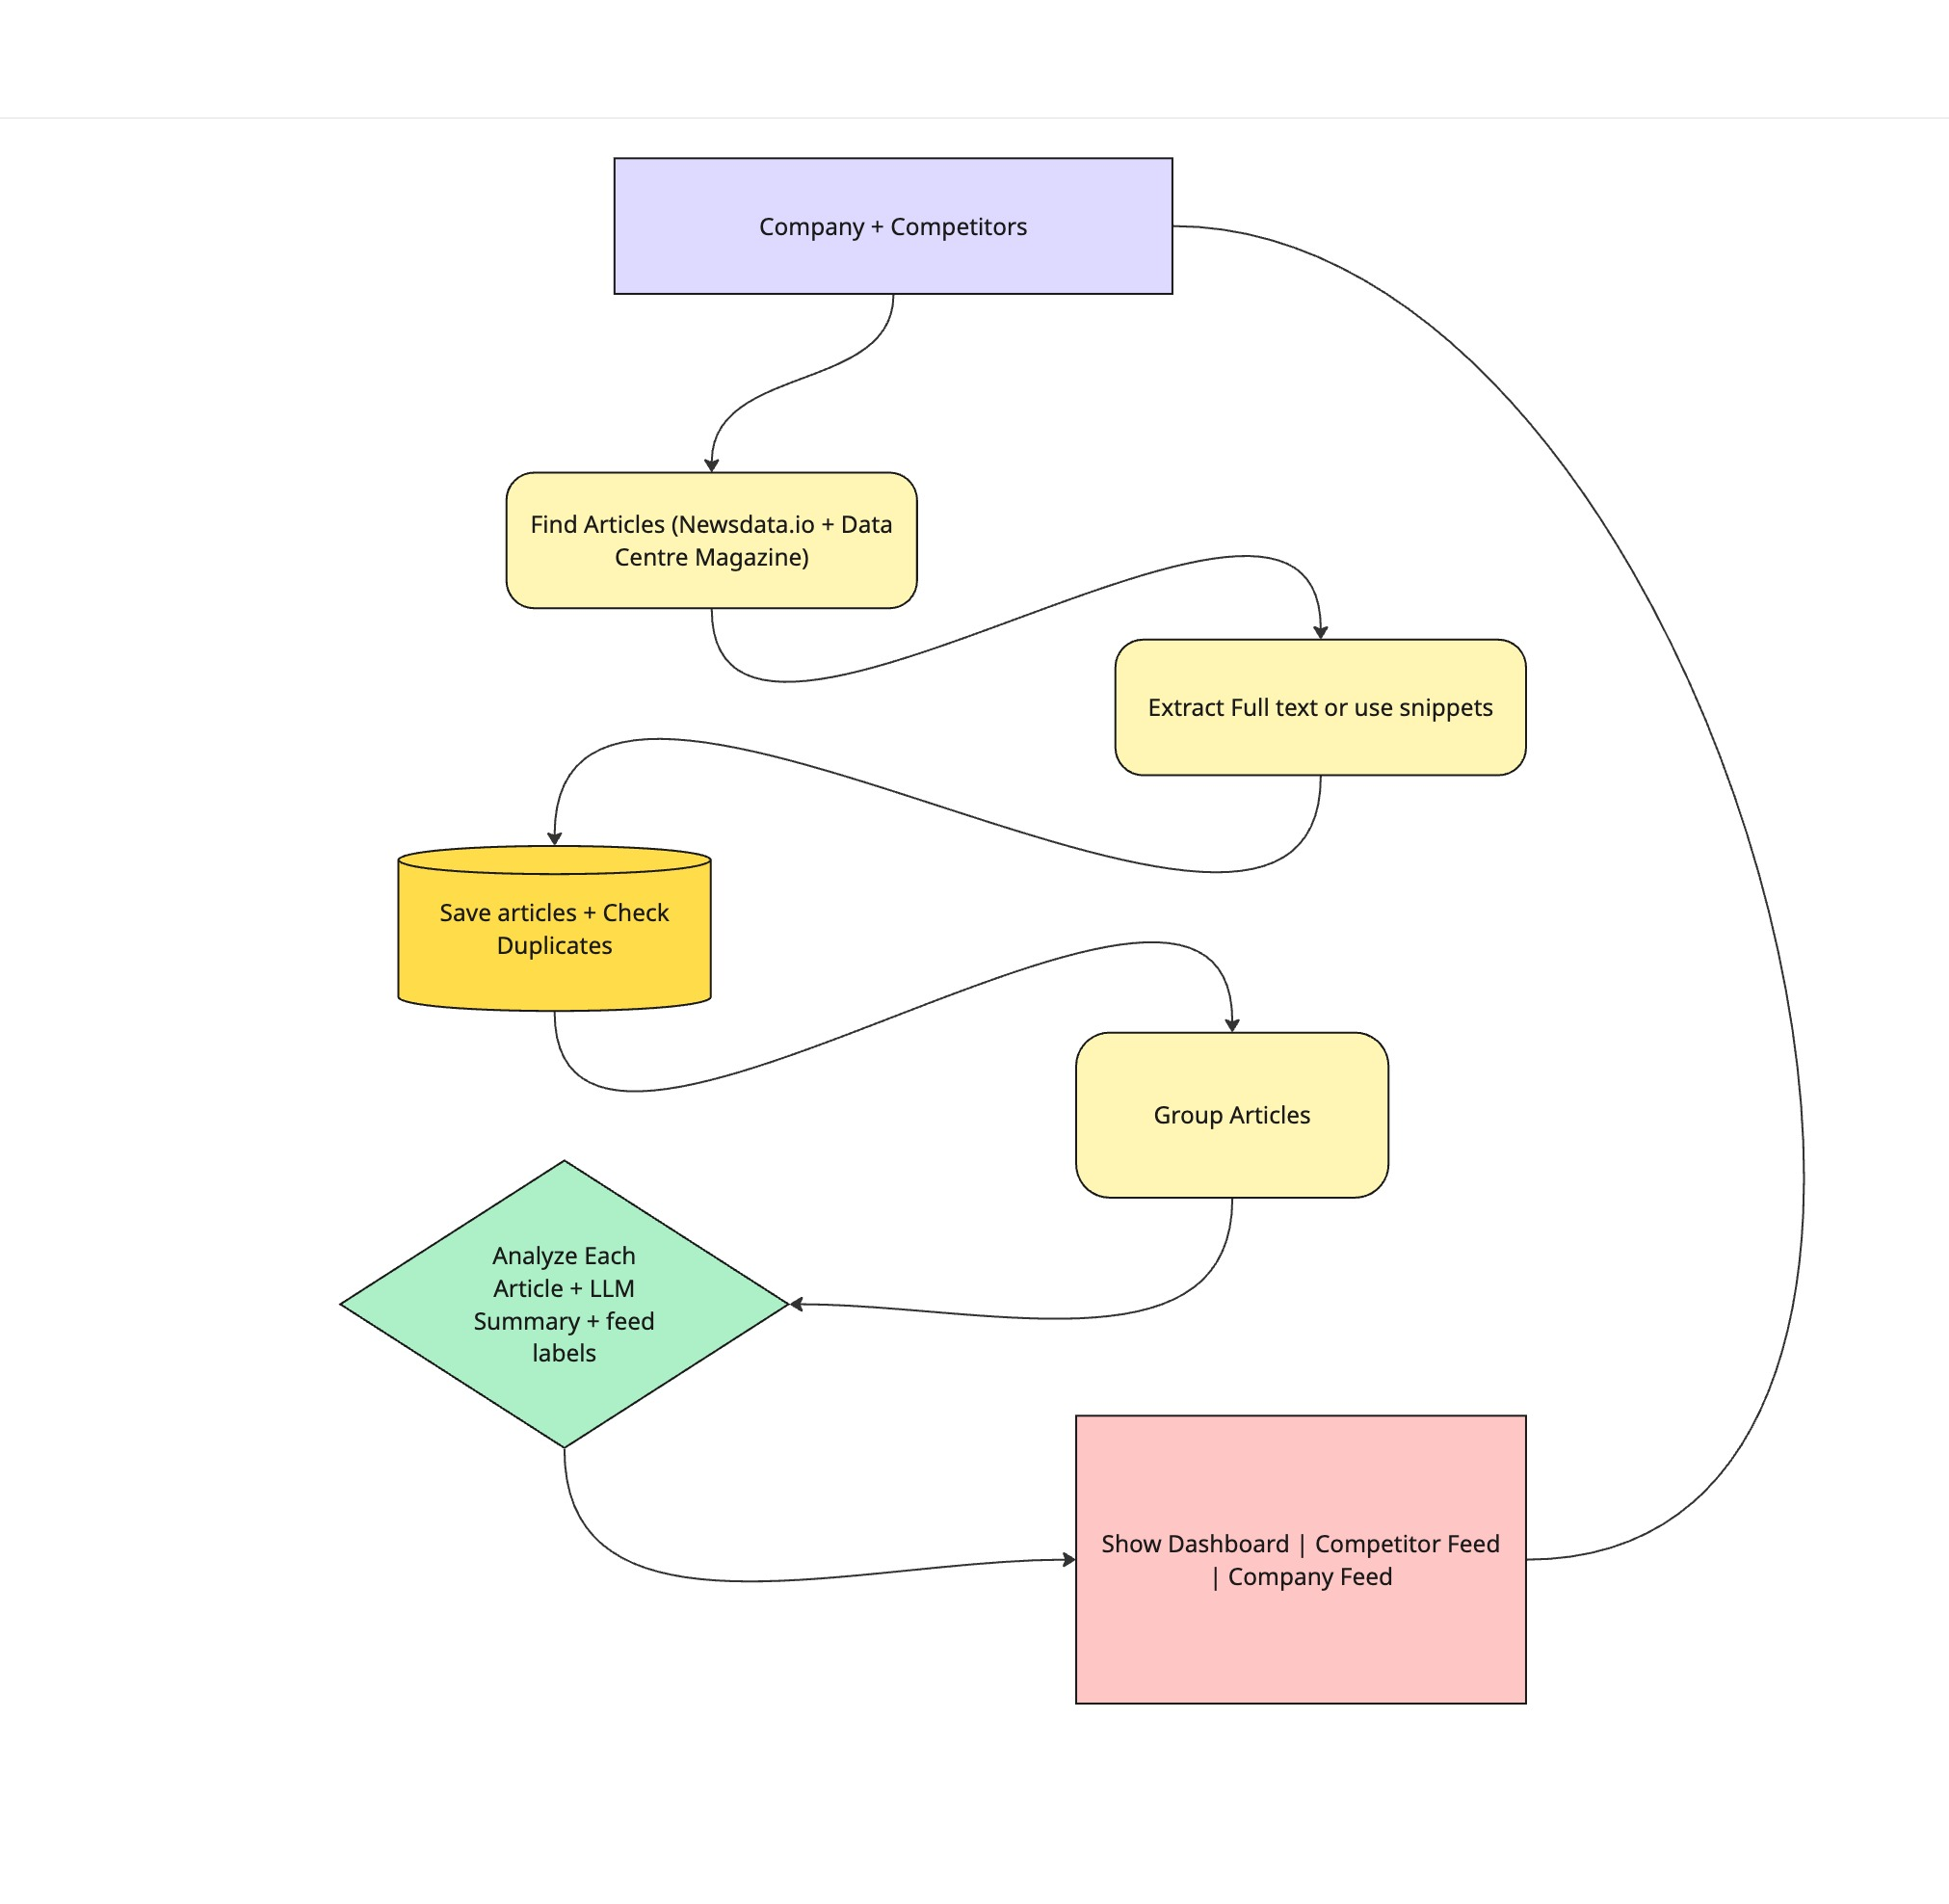 Company + Competitors
Find Articles (Newsdata.io + Data
Centre Magazine)
Extract Full text or use snippets
Save articles + Check
Duplicates
Group Articles
Analyze Each
Article + LLM
Summary + feed
labels
Show Dashboard | Competitor Feed
| Company Feed